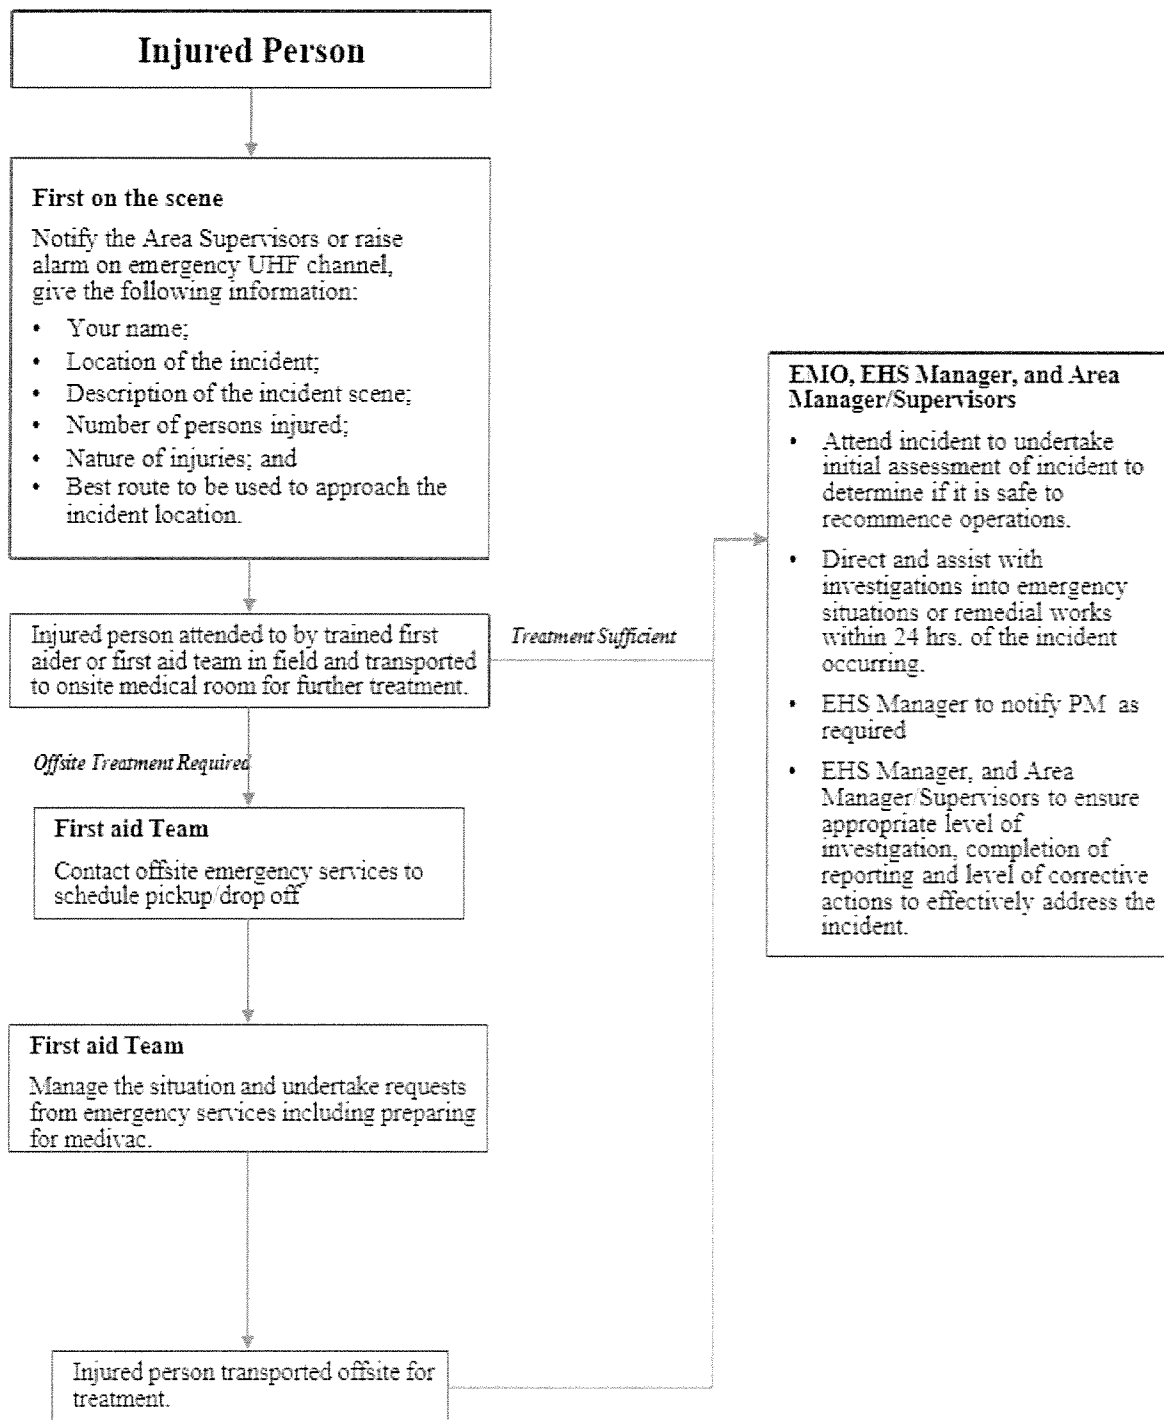 Injured Person
First on the scene
Notify the Area Supervisors or raise
alarm on emergency UHF channel,
give the following information:
• Your name;
• Location of the incident;
• Description of the incident scene;
• Number of persons injured;
• Nature of injuries; and
• Best route to be used to approach the
incident location.
Injured person attended to by trained first
aider or first aid team in field and transported
to onsite medical room for further treatment.
Treatment Sufficient
Offsite Treatment Required
First aid Team
Contact offsite emergency services to
schedule pickup/drop off
First aid Team
Manage the situation and undertake requests
from emergency services including preparing
for medivac.
Injured person transported offsite for
treatment.
EMO, EHS Manager, and Area
Manager/Supervisors
• Attend incident to undertake
initial assessment of incident to
determine if it is safe to
recommence operations.
• Direct and assist with
investigations into emergency
situations or remedial works
within 24 hrs. of the incident
occurring.
• EHS Manager to notify PM as
required
• EHS Manager, and Area
Manager/Supervisors to ensure
appropriate level of
investigation, completion of
reporting and level of corrective
actions to effectively address the
incident.